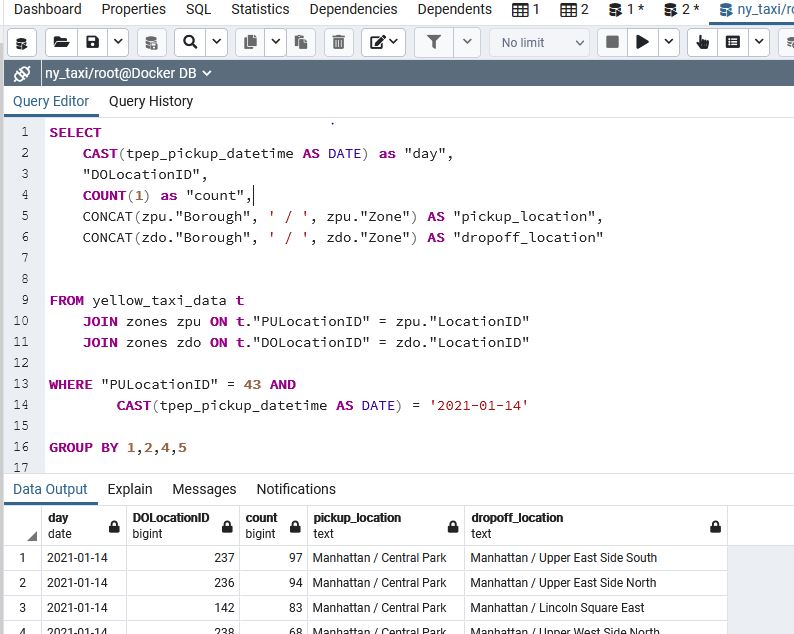 Dashboard Properties SQL Statistics Dependencies Dependents 1 2 1 * 2 * ny_taxi/ro
No limit
ny_taxi/root@Docker DB
Query Editor Query History
1 SELECT
2 CAST(tpep_pickup_datetime AS DATE) as "day",
3 "DOLocationID",
4 COUNT(1) as "count",
5 CONCAT(zpu."Borough", ' / ', zpu."Zone") AS "pickup_location",
6 CONCAT(zdo."Borough", ' / ', zdo."Zone") AS "dropoff_location"
7
8
9 FROM yellow_taxi_data t
10 JOIN zones zpu ON t."PULocationID" = zpu."LocationID"
11 JOIN zones zdo ON t."DOLocationID" = zdo."LocationID"
12
13 WHERE "PULocationID" = 43 AND
14 CAST(tpep_pickup_datetime AS DATE) = '2021-01-14'
15
16 GROUP BY 1,2,4,5
17
Data Output Explain Messages Notifications
day DOLocationID count pickup_location dropoff_location
date bigint bigint text text
1 2021-01-14 237 97 Manhattan / Central Park Manhattan / Upper East Side South
2 2021-01-14 236 94 Manhattan / Central Park Manhattan / Upper East Side North
3 2021-01-14 142 83 Manhattan / Central Park Manhattan / Lincoln Square East
4 2021-01-14 238 68 Manhattan / Central Park Manhattan / Upper West Side North